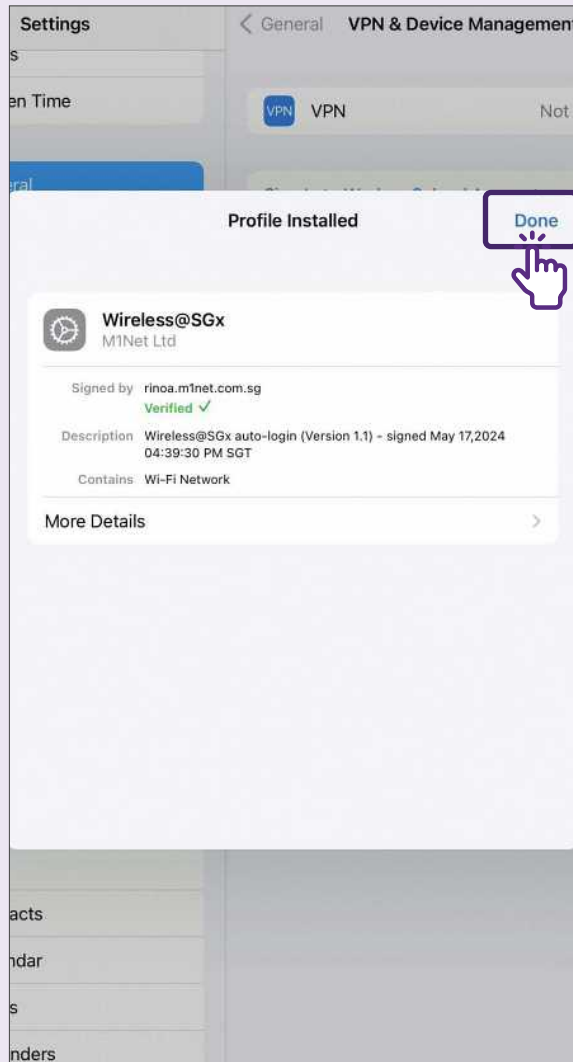 Settings
General
VPN & Device Management
s
en Time
VPN
VPN
Not
eral
Profile Installed
Done
Wireless@SGx
M1Net Ltd
Signed by rinoa.m1net.com.sg
Verified ✓
Description Wireless@SGx auto-login (Version 1.1) - signed May 17,2024
04:39:30 PM SGT
Contains Wi-Fi Network
More Details
acts
ndar
s
nders